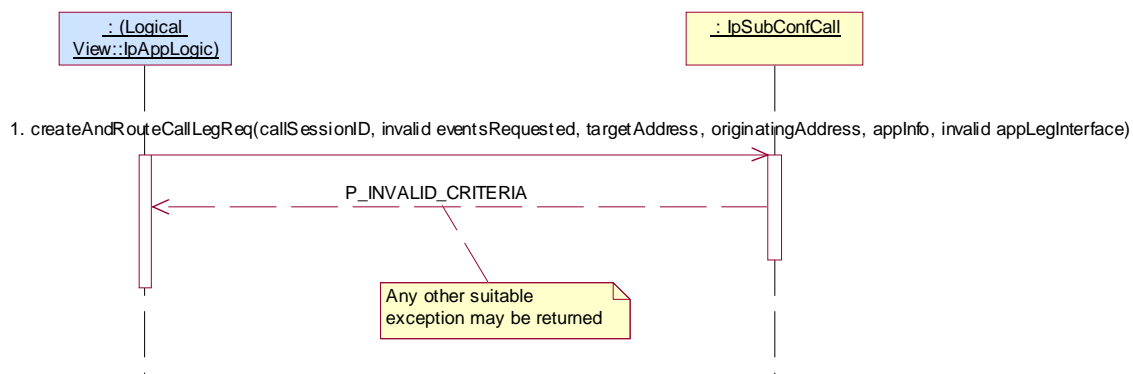 : (Logical
View::IpAppLogic)
: IpSubConfCall
1. createAndRouteCallLegReq(callSessionID, invalid eventsRequested, targetAddress, originatingAddress, appInfo, invalid appLegInterface)
P_INVALID_CRITERIA
Any other suitable
exception may be returned